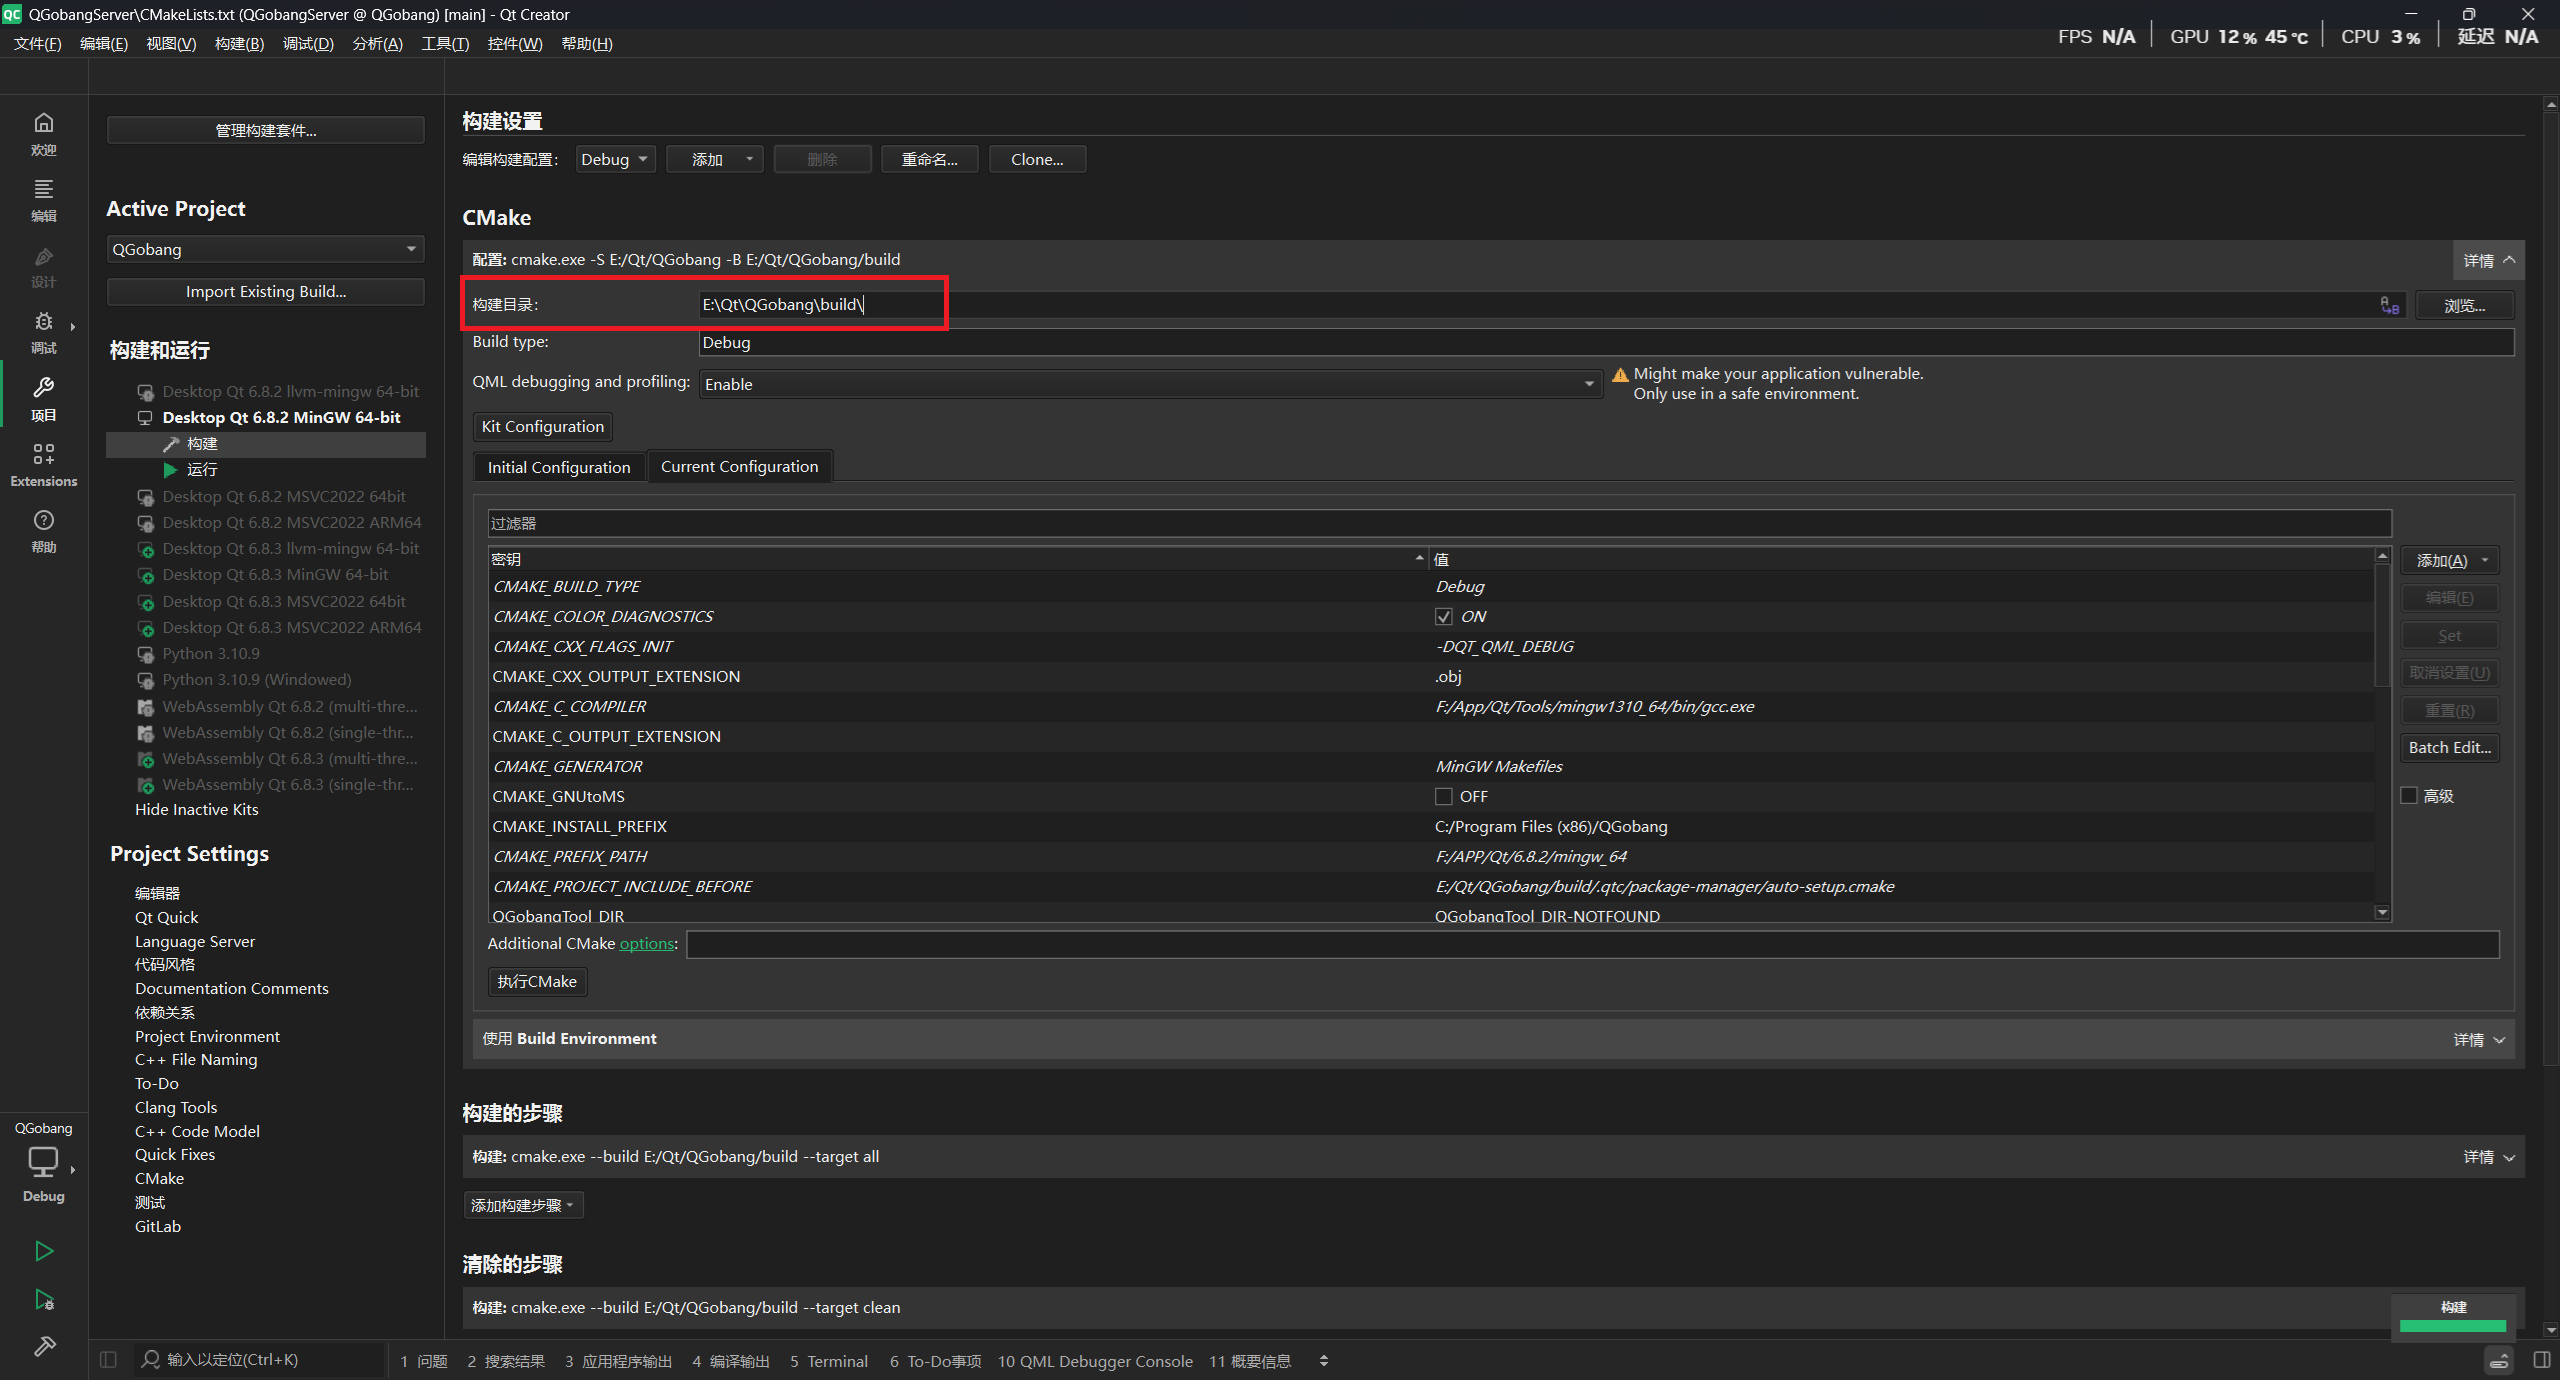 QGobangServer\CMakeLists.txt (QGobangServer @ QGobang) [main] - Qt Creator
文件(F) 编辑(E) 视图(V) 构建(B) 调试(D) 分析(A) 工具(T) 控件(W) 帮助(H)
FPS N/A GPU 12 % 45 °C CPU 3 % 延迟 N/A
欢迎
编辑
设计
调试
项目
Extensions
帮助
QGobang
Debug
管理构建套件...
Active Project
QGobang
Import Existing Build...
构建和运行
Desktop Qt 6.8.2 llvm-mingw 64-bit
Desktop Qt 6.8.2 MinGW 64-bit
构建
运行
Desktop Qt 6.8.2 MSVC2022 64bit
Desktop Qt 6.8.2 MSVC2022 ARM64
Desktop Qt 6.8.3 llvm-mingw 64-bit
Desktop Qt 6.8.3 MinGW 64-bit
Desktop Qt 6.8.3 MSVC2022 64bit
Desktop Qt 6.8.3 MSVC2022 ARM64
Python 3.10.9
Python 3.10.9 (Windowed)
WebAssembly Qt 6.8.2 (multi-thre...
WebAssembly Qt 6.8.2 (single-thr...
WebAssembly Qt 6.8.3 (multi-thre...
WebAssembly Qt 6.8.3 (single-thr...
Hide Inactive Kits
Project Settings
编辑器
Qt Quick
Language Server
代码风格
Documentation Comments
依赖关系
Project Environment
C++ File Naming
To-Do
Clang Tools
C++ Code Model
Quick Fixes
CMake
测试
GitLab
构建设置
编辑构建配置: Debug 添加 删除 重命名... Clone...
CMake
配置: cmake.exe -S E:/Qt/QGobang -B E:/Qt/QGobang/build 详情
构建目录: E:\Qt\QGobang\build\ 浏览...
Build type: Debug
QML debugging and profiling: Enable Might make your application vulnerable.
Only use in a safe environment.
Kit Configuration
Initial Configuration Current Configuration
过滤器
密钥 值
CMAKE_BUILD_TYPE Debug
CMAKE_COLOR_DIAGNOSTICS ON
CMAKE_CXX_FLAGS_INIT -DQT_QML_DEBUG
CMAKE_CXX_OUTPUT_EXTENSION .obj
CMAKE_C_COMPILER F:/App/Qt/Tools/mingw1310_64/bin/gcc.exe
CMAKE_C_OUTPUT_EXTENSION
CMAKE_GENERATOR MinGW Makefiles
CMAKE_GNUtoMS OFF
CMAKE_INSTALL_PREFIX C:/Program Files (x86)/QGobang
CMAKE_PREFIX_PATH F:/APP/Qt/6.8.2/mingw_64
CMAKE_PROJECT_INCLUDE_BEFORE E:/Qt/QGobang/build/.qtc/package-manager/auto-setup.cmake
QGobangTool_DIR QGobangTool_DIR-NOTFOUND
添加(A)
编辑(E)
Set
取消设置(U)
重置(R)
Batch Edit...
高级
Additional CMake options:
执行CMake
使用 Build Environment 详情
构建的步骤
构建: cmake.exe --build E:/Qt/QGobang/build --target all 详情
添加构建步骤
清除的步骤
构建: cmake.exe --build E:/Qt/QGobang/build --target clean
构建
输入以定位(Ctrl+K) 1 问题 2 搜索结果 3 应用程序输出 4 编译输出 5 Terminal 6 To-Do事项 10 QML Debugger Console 11 概要信息